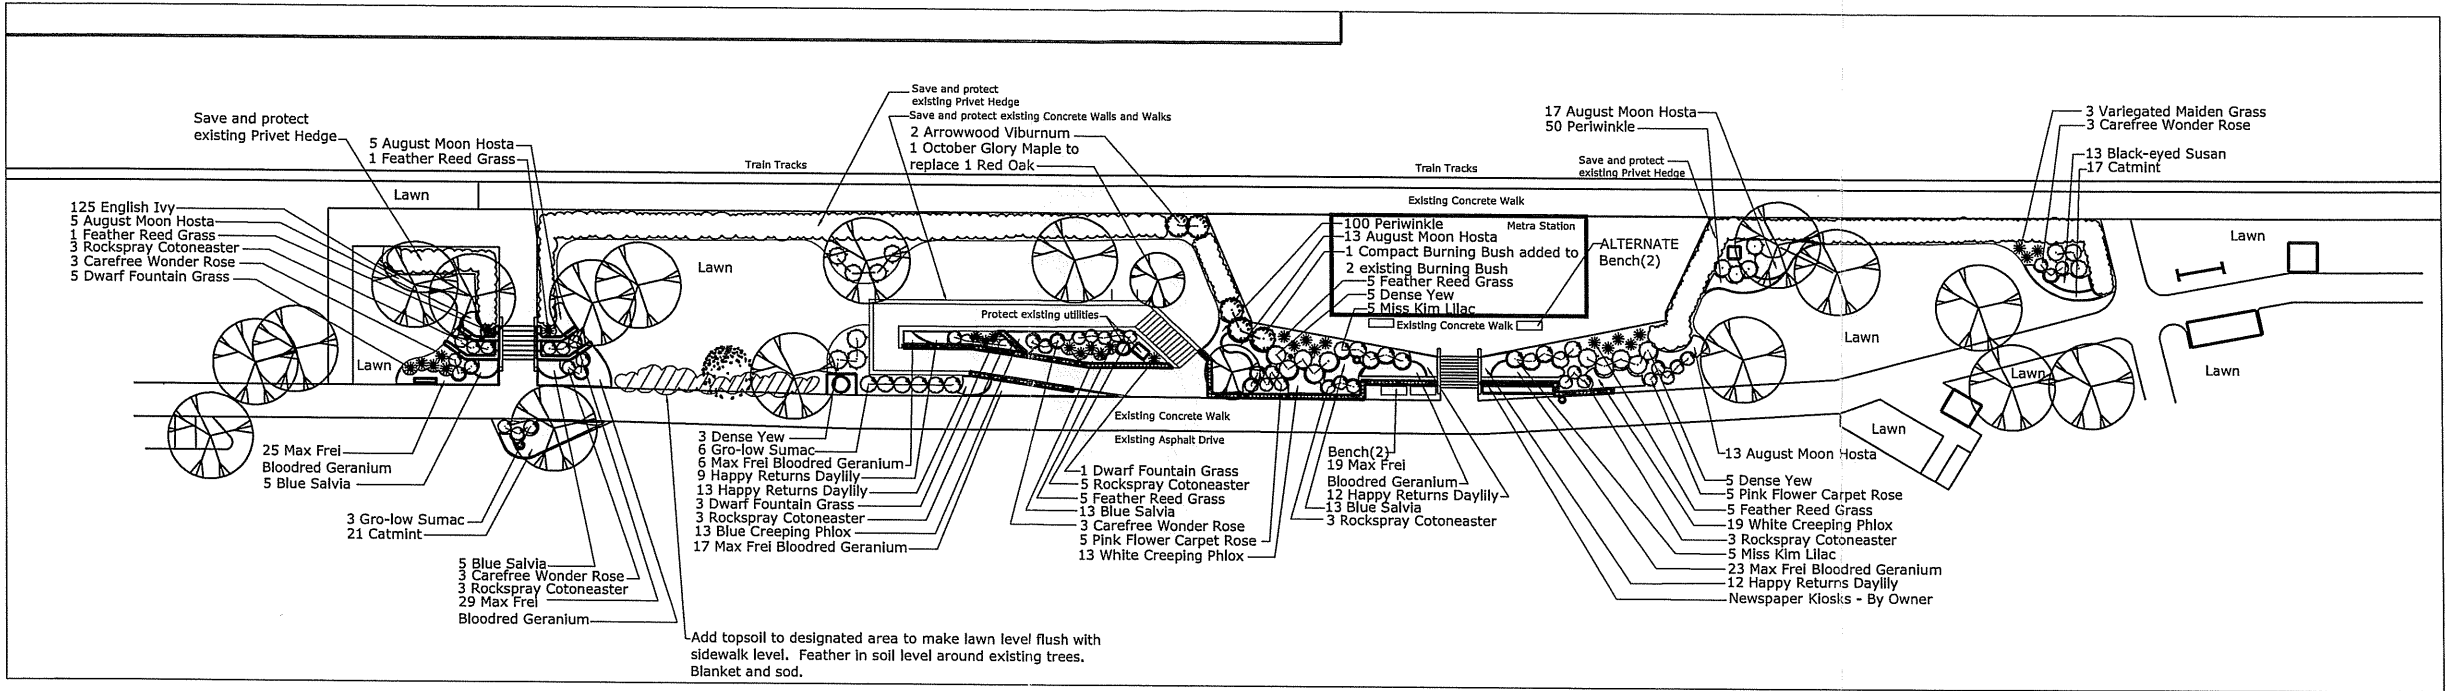 Save and protect
existing Privet Hedge
5 August Moon Hosta
1 Feather Reed Grass
Lawn
125 English Ivy
5 August Moon Hosta
1 Feather Reed Grass
3 Rockspray Cotoneaster
3 Carefree Wonder Rose
5 Dwarf Fountain Grass
Lawn
25 Max Frei
Bloodred Geranium
5 Blue Salvia
3 Gro-low Sumac
21 Catmint
5 Blue Salvia
3 Carefree Wonder Rose
3 Rockspray Cotoneaster
29 Max Frei
Bloodred Geranium
Save and protect
existing Privet Hedge
Save and protect existing Concrete Walls and Walks
2 Arrowwood Viburnum
1 October Glory Maple to
replace 1 Red Oak
Train Tracks
Lawn
Protect existing utilities
3 Dense Yew
6 Gro-low Sumac
6 Max Frei Bloodred Geranium
9 Happy Returns Daylily
13 Happy Returns Daylily
3 Dwarf Fountain Grass
3 Rockspray Cotoneaster
13 Blue Creeping Phlox
17 Max Frei Bloodred Geranium
Add topsoil to designated area to make lawn level flush with
sidewalk level. Feather in soil level around existing trees.
Blanket and sod.
Existing Concrete Walk
Existing Asphalt Drive
1 Dwarf Fountain Grass
5 Rockspray Cotoneaster
5 Feather Reed Grass
13 Blue Salvia
3 Carefree Wonder Rose
5 Pink Flower Carpet Rose
13 White Creeping Phlox
Train Tracks
Existing Concrete Walk
100 Periwinkle
Metra Station
13 August Moon Hosta
1 Compact Burning Bush added to
2 existing Burning Bush
5 Feather Reed Grass
5 Dense Yew
5 Miss Kim Lilac
Existing Concrete Walk
ALTERNATE
Bench(2)
Bench(2)
19 Max Frei
Bloodred Geranium
12 Happy Returns Daylily
13 Blue Salvia
3 Rockspray Cotoneaster
17 August Moon Hosta
50 Periwinkle
Save and protect
existing Privet Hedge
3 Variegated Maiden Grass
3 Carefree Wonder Rose
13 Black-eyed Susan
17 Catmint
Lawn
Lawn
Lawn
Lawn
Lawn
13 August Moon Hosta
5 Dense Yew
5 Pink Flower Carpet Rose
5 Feather Reed Grass
19 White Creeping Phlox
3 Rockspray Cotoneaster
5 Miss Kim Lilac
23 Max Frei Bloodred Geranium
12 Happy Returns Daylily
Newspaper Kiosks - By Owner